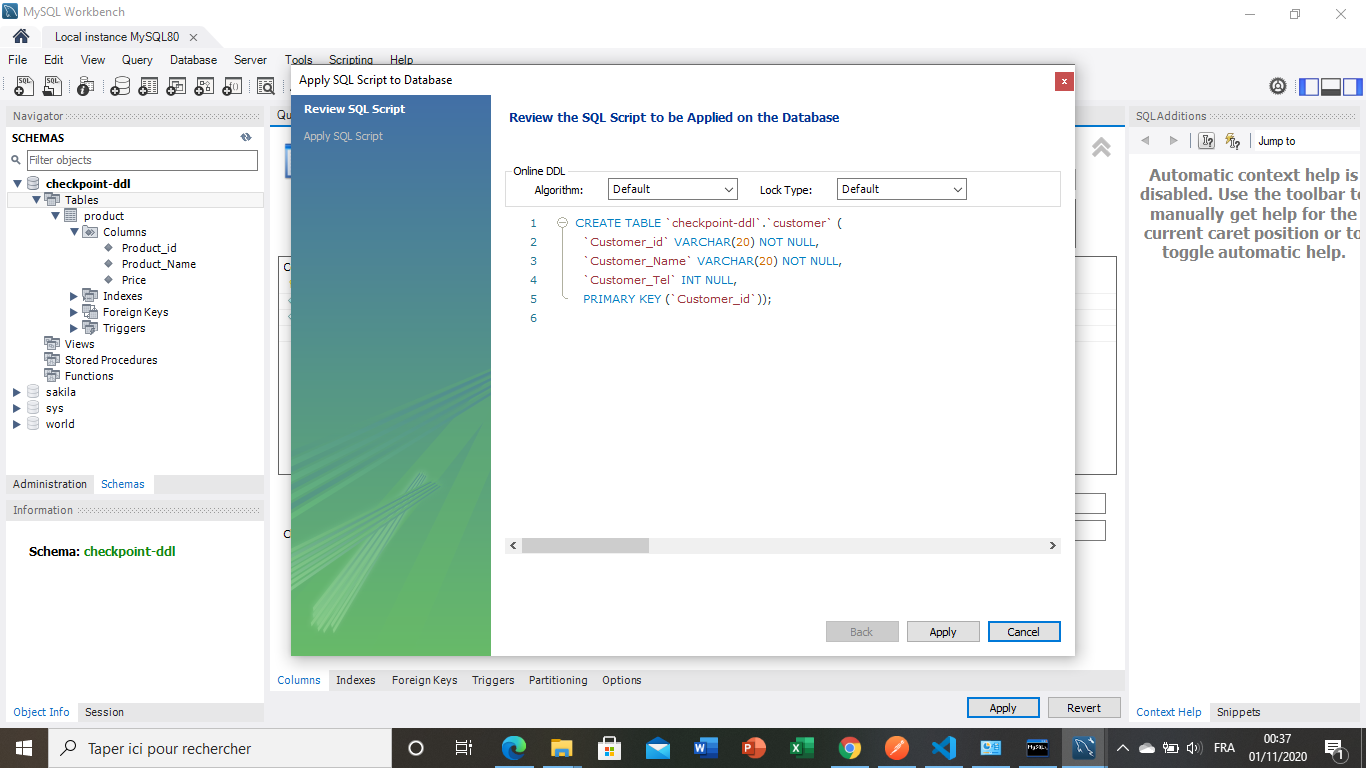 MySQL Workbench
Local instance MySQL80
File Edit View Query Database Server Tools Scripting Help
Apply SQL Script to Database
Navigator
SCHEMAS
Filter objects
checkpoint-ddl
Tables
product
Columns
Product_id
Product_Name
Price
Indexes
Foreign Keys
Triggers
Views
Stored Procedures
Functions
sakila
sys
world
Administration Schemas
Information
Schema: checkpoint-ddl
Object Info Session
Review SQL Script
Apply SQL Script
Review the SQL Script to be Applied on the Database
Online DDL
Algorithm: Default Lock Type: Default
1 CREATE TABLE `checkpoint-ddl`.`customer` (
2 `Customer_id` VARCHAR(20) NOT NULL,
3 `Customer_Name` VARCHAR(20) NOT NULL,
4 `Customer_Tel` INT NULL,
5 PRIMARY KEY (`Customer_id`));
6
Back Apply Cancel
Columns Indexes Foreign Keys Triggers Partitioning Options
Apply Revert
SQLAdditions
Jump to
Automatic context help is
disabled. Use the toolbar to
manually get help for the
current caret position or to
toggle automatic help.
Context Help Snippets
Taper ici pour rechercher
FRA
00:37
01/11/2020
1